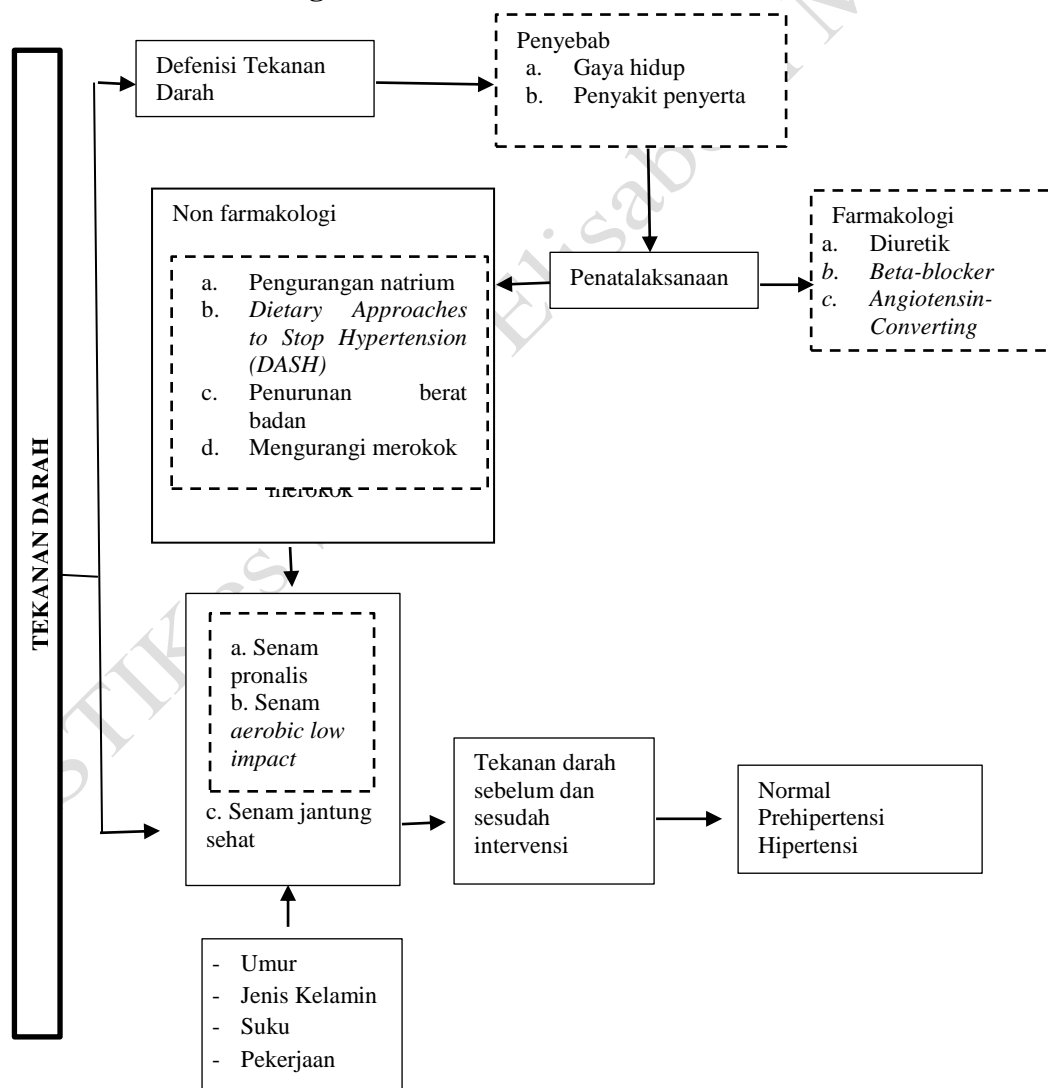 TEKANAN DARAH
Defenisi Tekanan
Darah
Penyebab
a. Gaya hidup
b. Penyakit penyerta
Non farmakologi
a. Pengurangan natrium
b. Dietary Approaches
to Stop Hypertension
(DASH)
c. Penurunan berat
badan
d. Mengurangi merokok
merokok
Penatalaksanaan
Farmakologi
a. Diuretik
b. Beta-blocker
c. Angiotensin-
Converting
a. Senam
pronalis
b. Senam
aerobic low
impact
c. Senam jantung
sehat
Tekanan darah
sebelum dan
sesudah
intervensi
Normal
Prehipertensi
Hipertensi
- Umur
- Jenis Kelamin
- Suku
- Pekerjaan
STIKes